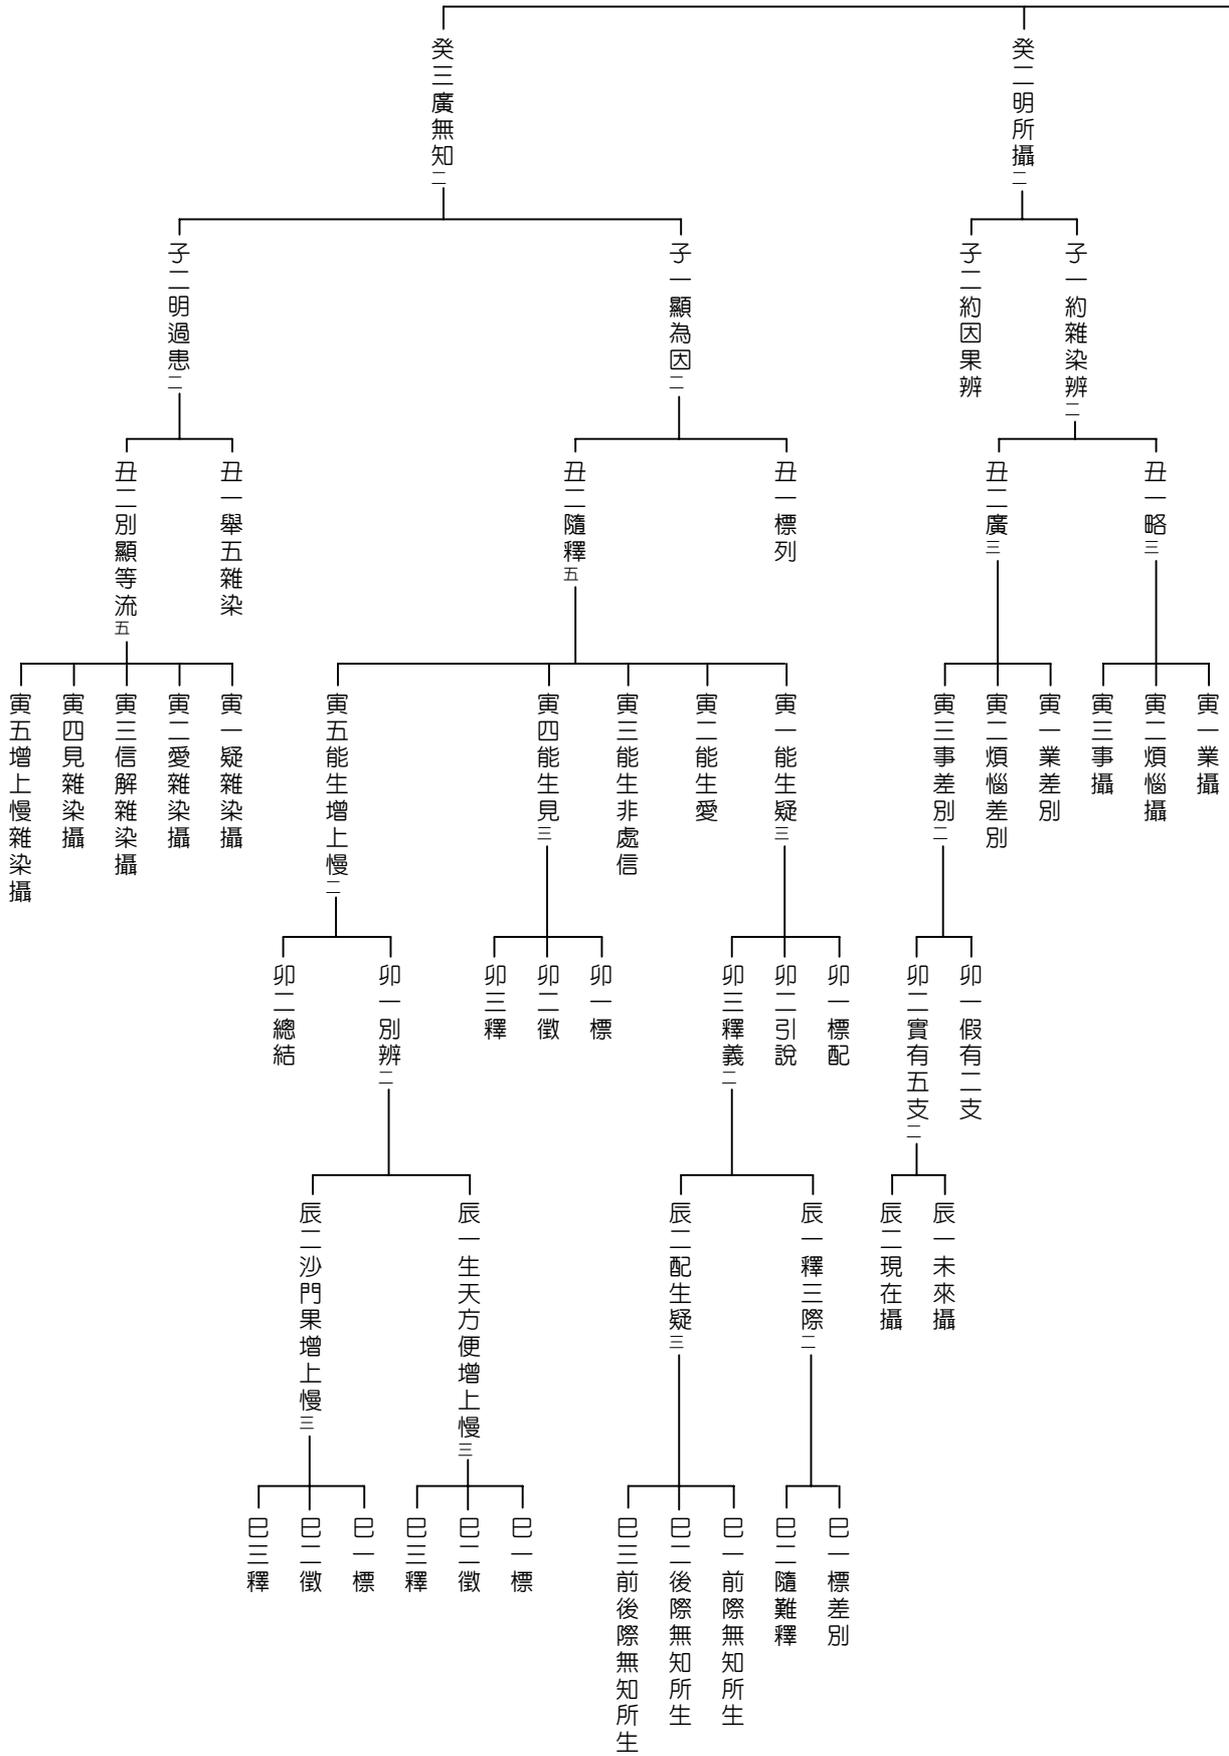 癸二明所攝二
子一約雜染辨二
丑一略三
寅一業攝
寅二煩惱攝
寅三事攝
丑二廣三
寅一業差別
寅二煩惱差別
寅三事差別二
卯一假有二支
卯二實有五支二
辰一未來攝
辰二現在攝
子二約因果辨
癸三廣無知二
子一顯為因二
丑一標列
丑二隨釋五
寅一能生疑三
卯一標配
卯二引說
卯三釋義二
辰一釋三際二
巳一標差別
巳二隨難釋
辰二配生疑三
巳一前際無知所生
巳二後際無知所生
巳三前後際無知所生
寅二能生愛
寅三能生非處信
寅四能生見三
卯一標
卯二徵
卯三釋
寅五能生增上慢二
卯一別辨二
辰一生天方便增上慢三
巳一標
巳二徵
巳三釋
辰二沙門果增上慢三
巳一標
巳二徵
巳三釋
卯二總結
子二明過患二
丑一舉五雜染
丑二別顯等流五
寅一疑雜染攝
寅二愛雜染攝
寅三信解雜染攝
寅四見雜染攝
寅五增上慢雜染攝